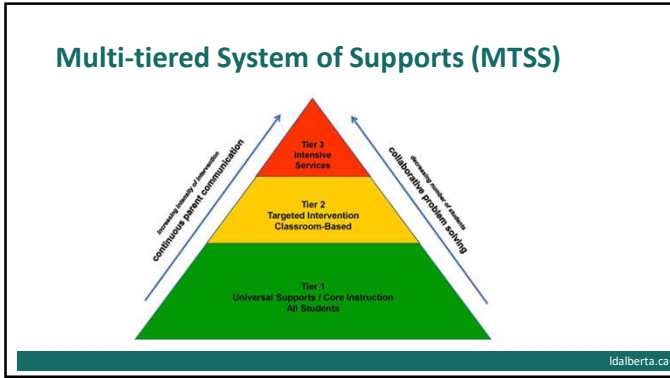 Multi-tiered System of Supports (MTSS)
increasing intensity of intervention
continuous parent communication
decreasing number of students
collaborative problem solving
Tier 3
Intensive
Services
Tier 2
Targeted Intervention
Classroom-Based
Tier 1
Universal Supports / Core Instruction
All Students
ldalberta.ca